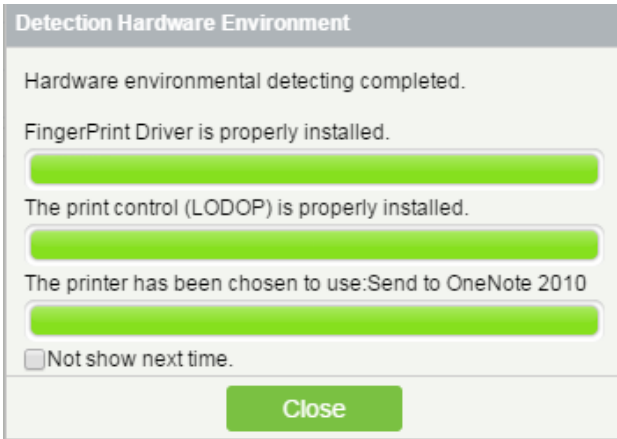 Detection Hardware Environment
Hardware environmental detecting completed.
FingerPrint Driver is properly installed.
The print control (LODOP) is properly installed.
The printer has been chosen to use:Send to OneNote 2010
Not show next time.
Close